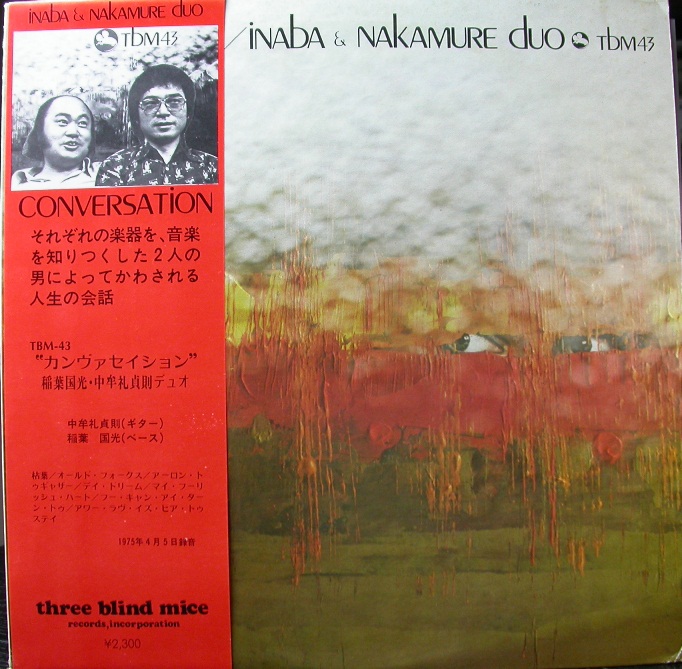 inaba & NAKAMURE duo
TbM43
/inaba & NAKAMURE duo TbM43
CONVERSATION
それぞれの楽器を、音楽
を知りつくした2人の
男によってかわされる
人生の会話
TBM-43
"カンヴァセイション"
稲葉国光・中牟礼貞則デュオ
中牟礼貞則(ギター)
稲葉 国光(ベース)
枯葉/オールド・フォークス/アーロン・ト
ゥギャザー/デイ・ドリーム/マイ・フーリ
ッシュ・ハート/フー・キャン・アイ・ター
ン・トゥ/アワー・ラヴ・イズ・ヒア・トゥ
ステイ
1975年4月5日録音
three blind mice
records, incorporation
¥2,300